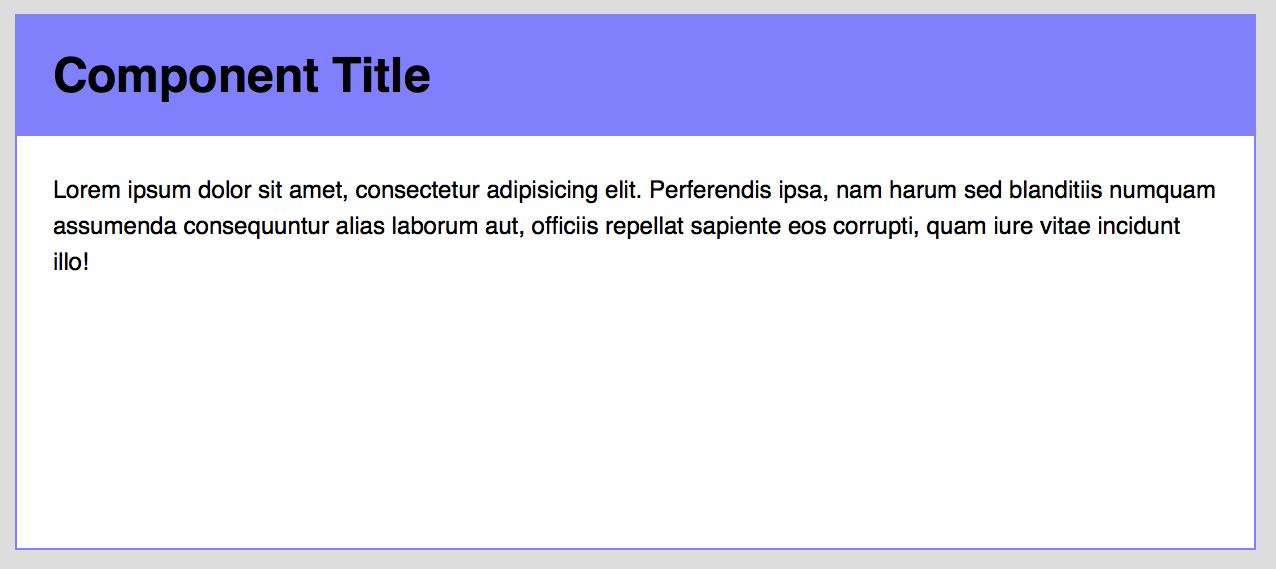 Component Title
Lorem ipsum dolor sit amet, consectetur adipisicing elit. Perferendis ipsa, nam harum sed blanditiis numquam
assumenda consequuntur alias laborum aut, officiis repellat sapiente eos corrupti, quam iure vitae incidunt
illo!